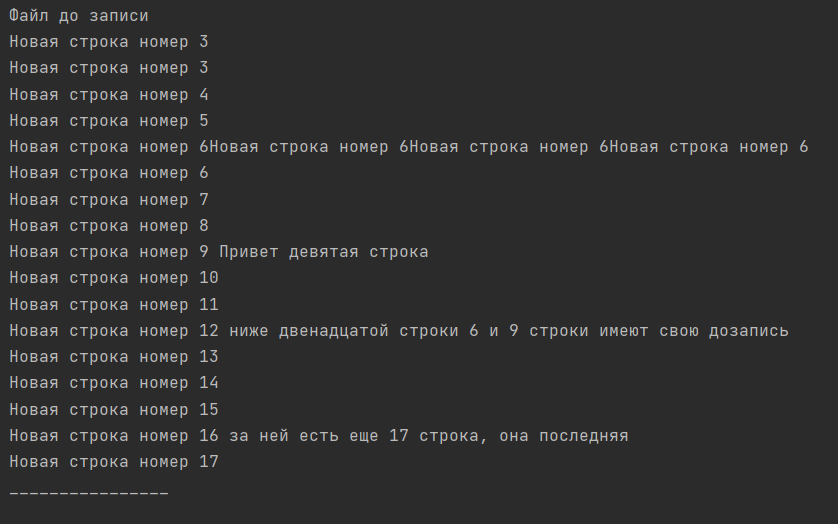 Файл до записи
Новая строка номер 3
Новая строка номер 3
Новая строка номер 4
Новая строка номер 5
Новая строка номер 6Новая строка номер 6Новая строка номер 6Новая строка номер 6
Новая строка номер 6
Новая строка номер 7
Новая строка номер 8
Новая строка номер 9 Привет девятая строка
Новая строка номер 10
Новая строка номер 11
Новая строка номер 12 ниже двенадцатой строки 6 и 9 строки имеют свою дозапись
Новая строка номер 13
Новая строка номер 14
Новая строка номер 15
Новая строка номер 16 за ней есть еще 17 строка, она последняя
Новая строка номер 17
________________